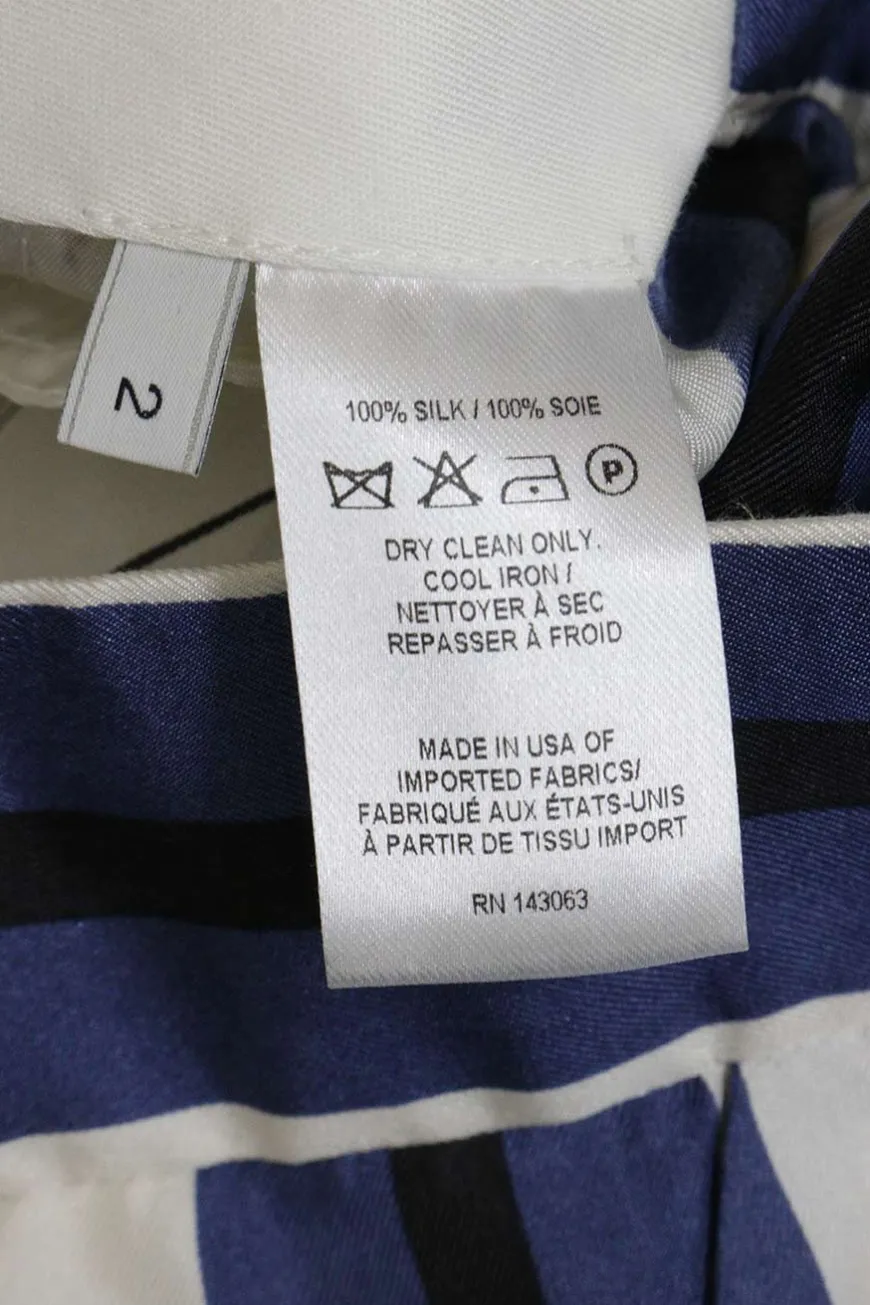 2
100% SILK / 100% SOIE
P
DRY CLEAN ONLY.
COOL IRON /
NETTOYER À SEC
REPASSER À FROID
MADE IN USA OF
IMPORTED FABRICS/
FABRIQUÉ AUX ÉTATS-UNIS
À PARTIR DE TISSU IMPORT
RN 143063